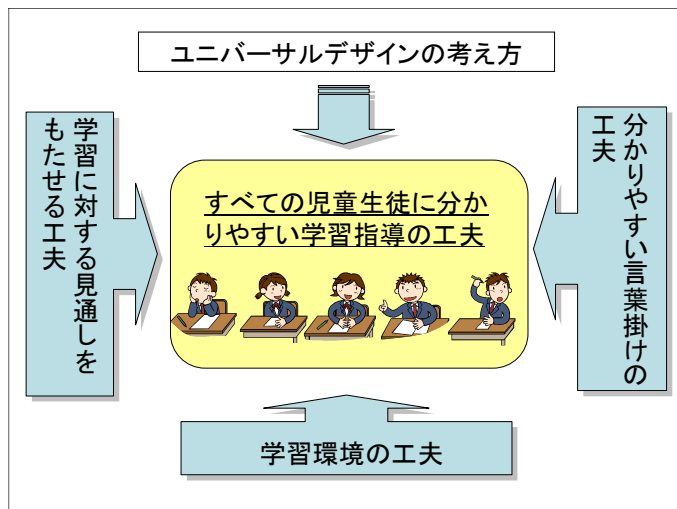 ユニバーサルデザインの考え方
学習に対する見通しを
もたせる工夫
すべての児童生徒に分か
りやすい学習指導の工夫
分かりやすい言葉掛けの
工夫
学習環境の工夫